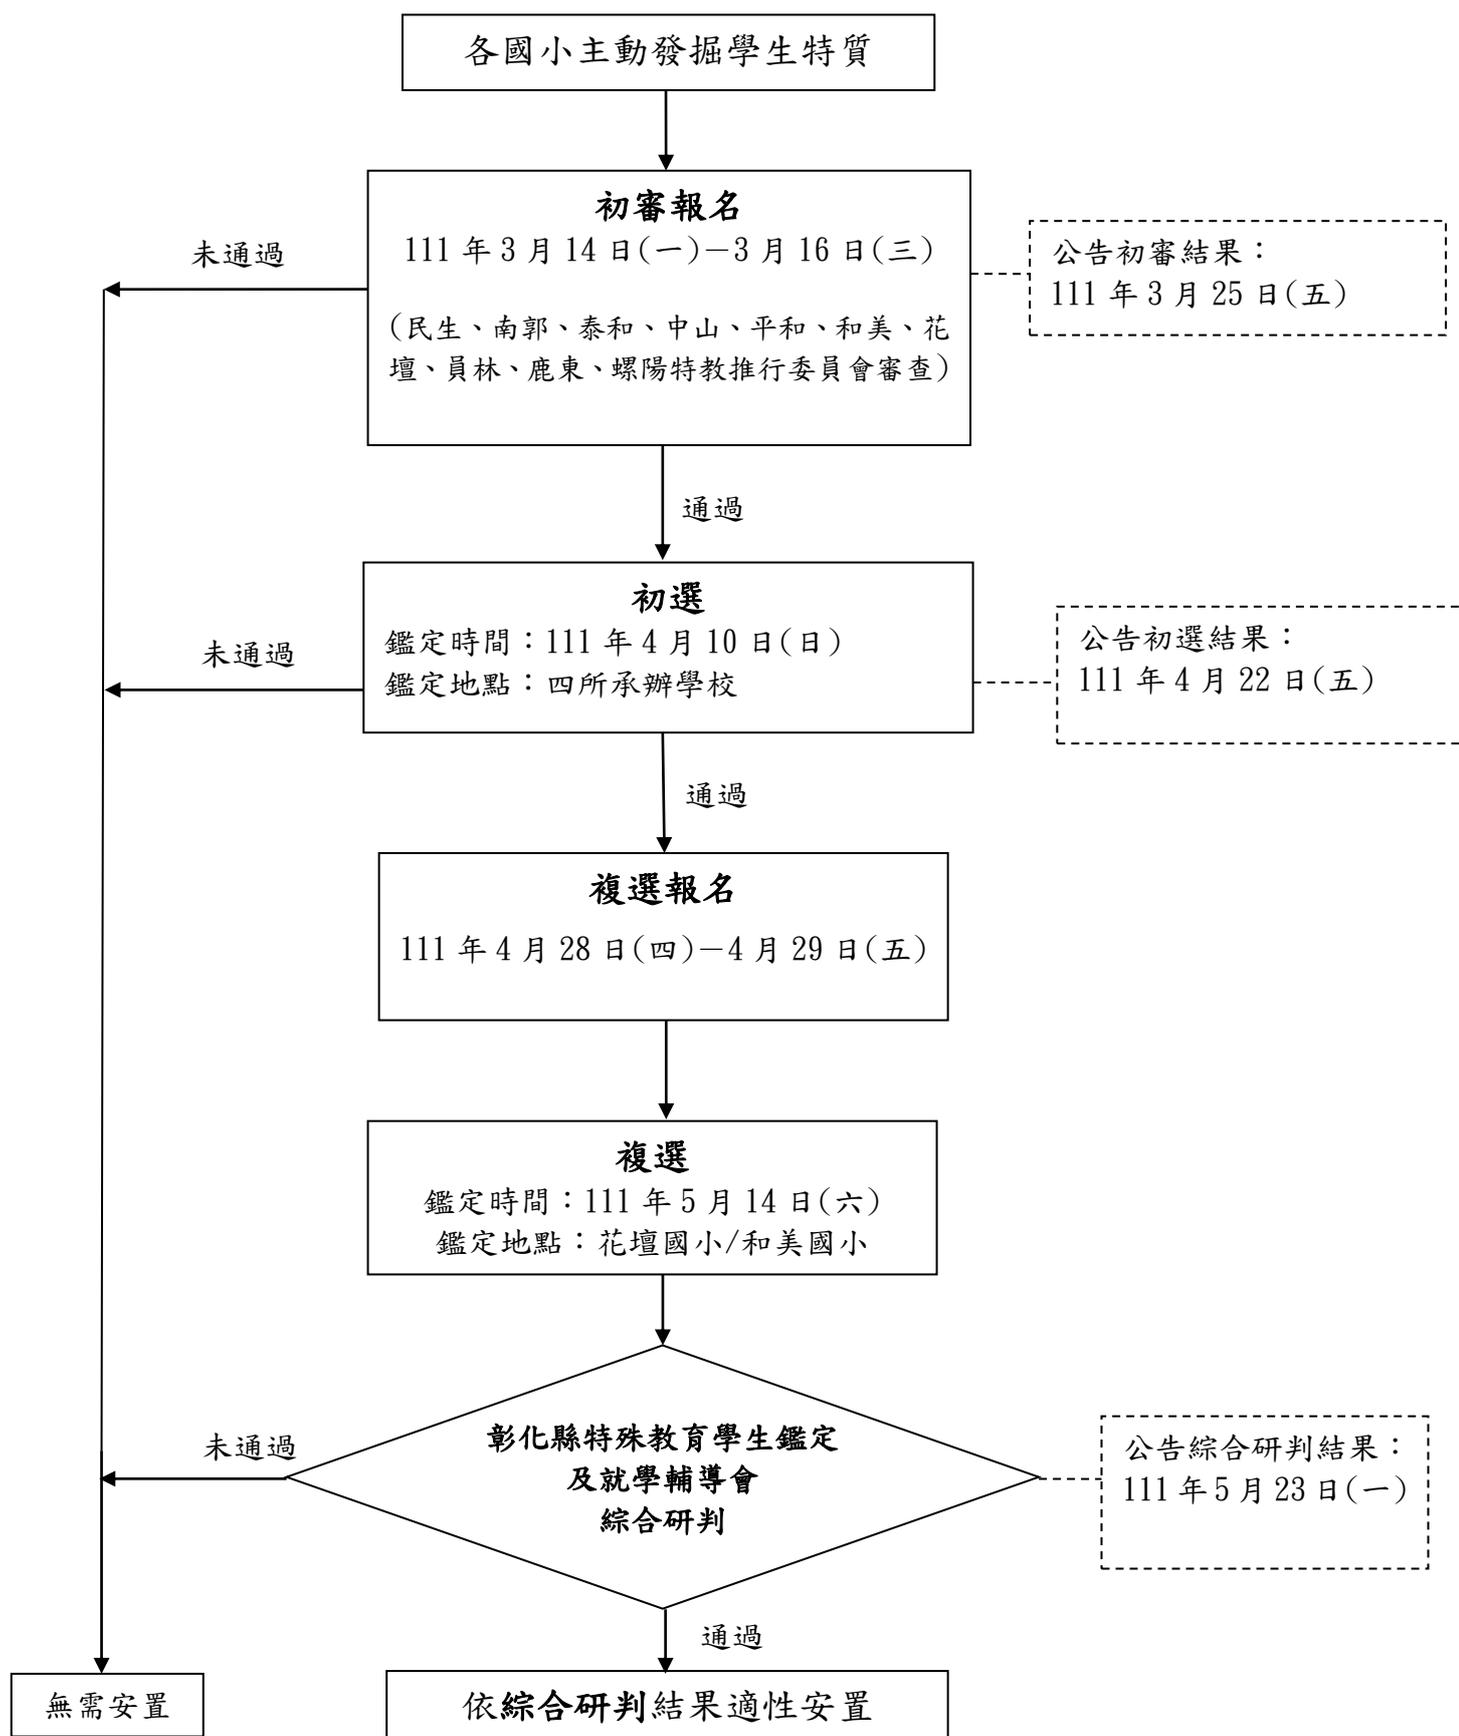 各國小主動發掘學生特質
初審報名
111 年 3 月 14 日(一)－3 月 16 日(三)
(民生、南郭、泰和、中山、平和、和美、花
壇、員林、鹿東、螺陽特教推行委員會審查)
未通過
公告初審結果：
111 年 3 月 25 日(五)
通過
初選
鑑定時間：111 年 4 月 10 日(日)
鑑定地點：四所承辦學校
未通過
公告初選結果：
111 年 4 月 22 日(五)
通過
複選報名
111 年 4 月 28 日(四)－4 月 29 日(五)
複選
鑑定時間：111 年 5 月 14 日(六)
鑑定地點：花壇國小/和美國小
彰化縣特殊教育學生鑑定
及就學輔導會
綜合研判
未通過
公告綜合研判結果：
111 年 5 月 23 日(一)
通過
無需安置
依綜合研判結果適性安置